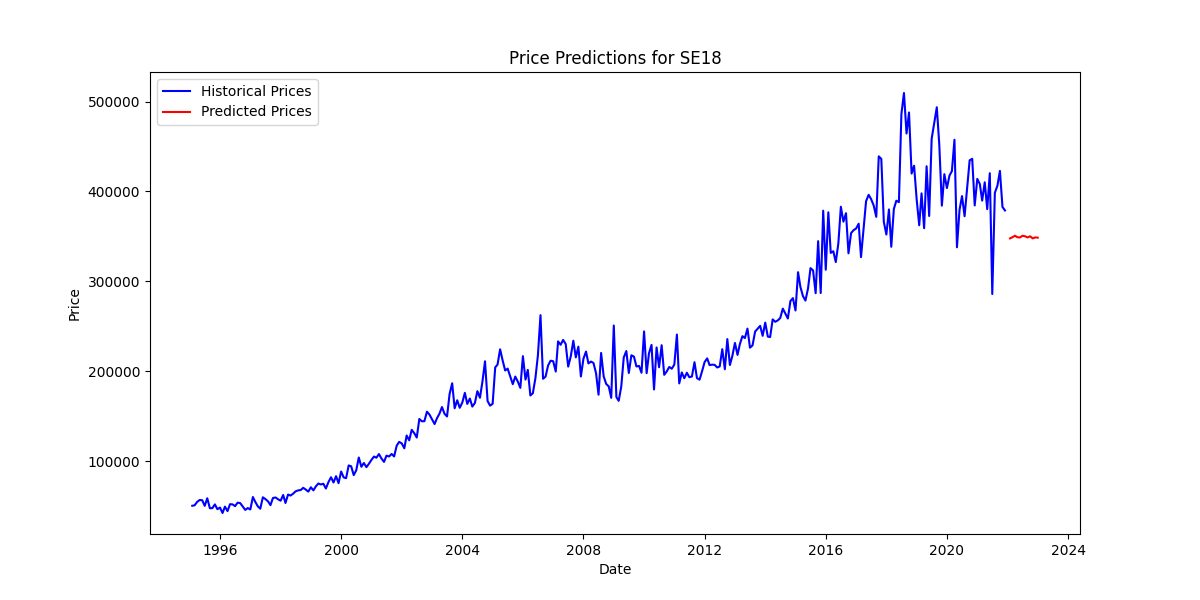 Price Predictions for SE18
Historical Prices
Predicted Prices
500000
400000
300000
200000
100000
Price
1996 2000 2004 2008 2012 2016 2020 2024
Date